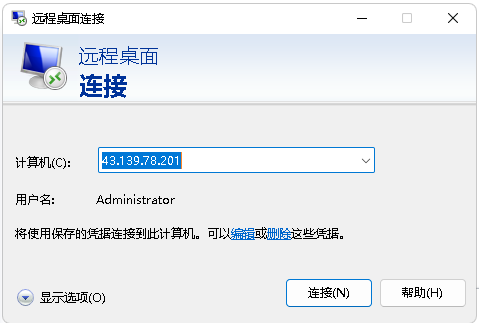 远程桌面连接
远程桌面
连接
计算机(C): 43.139.78.201
用户名: Administrator
将使用保存的凭据连接到此计算机。可以编辑或删除这些凭据。
显示选项(O) 连接(N) 帮助(H)